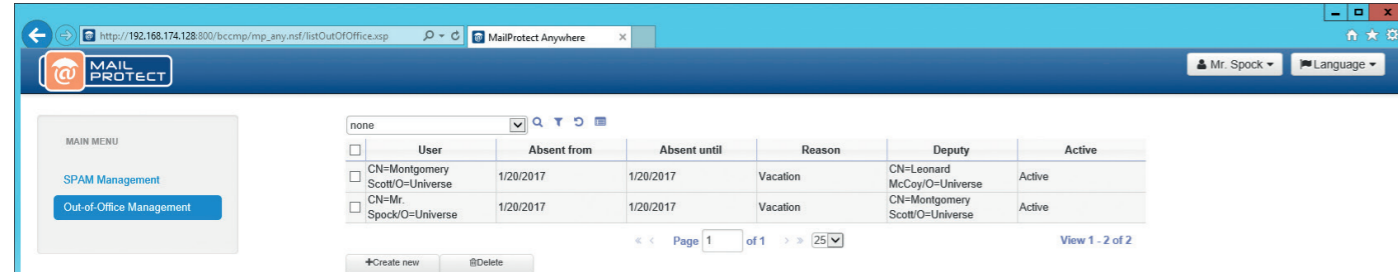 http://192.168.174.128:800/bccmp/mp_any.nsf/listOutOfOffice.xsp MailProtect Anywhere
@ MAIL PROTECT
Mr. Spock Language
MAIN MENU
SPAM Management
Out-of-Office Management
none
User Absent from Absent until Reason Deputy Active
CN=Montgomery Scott/O=Universe 1/20/2017 1/20/2017 Vacation CN=Leonard McCoy/O=Universe Active
CN=Mr. Spock/O=Universe 1/20/2017 1/20/2017 Vacation CN=Montgomery Scott/O=Universe Active
Page 1 of 1 25 View 1 - 2 of 2
+Create new Delete